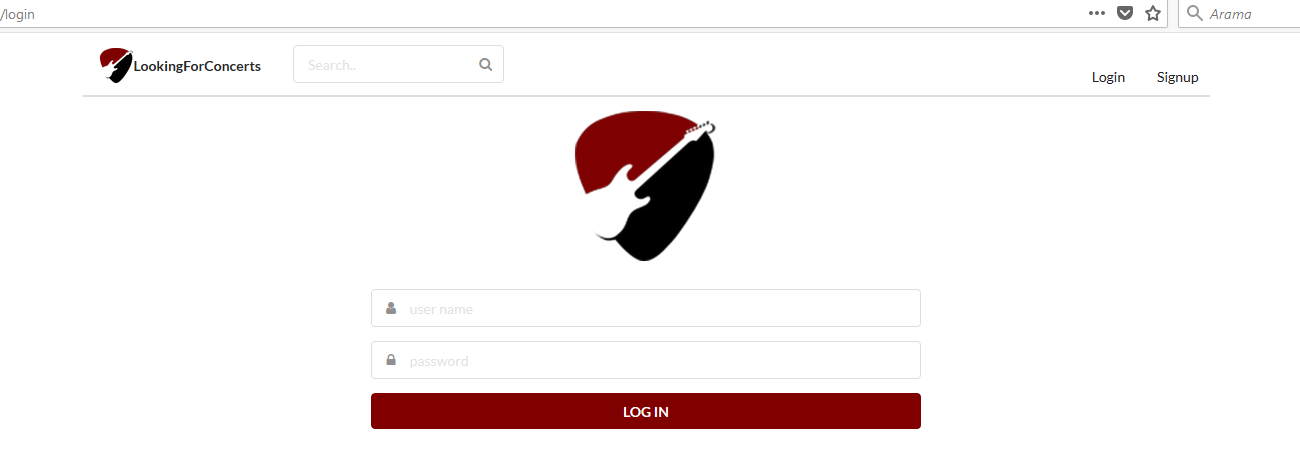 /login
Arama
LookingForConcerts
Search..
Login
Signup
user name
password
LOG IN